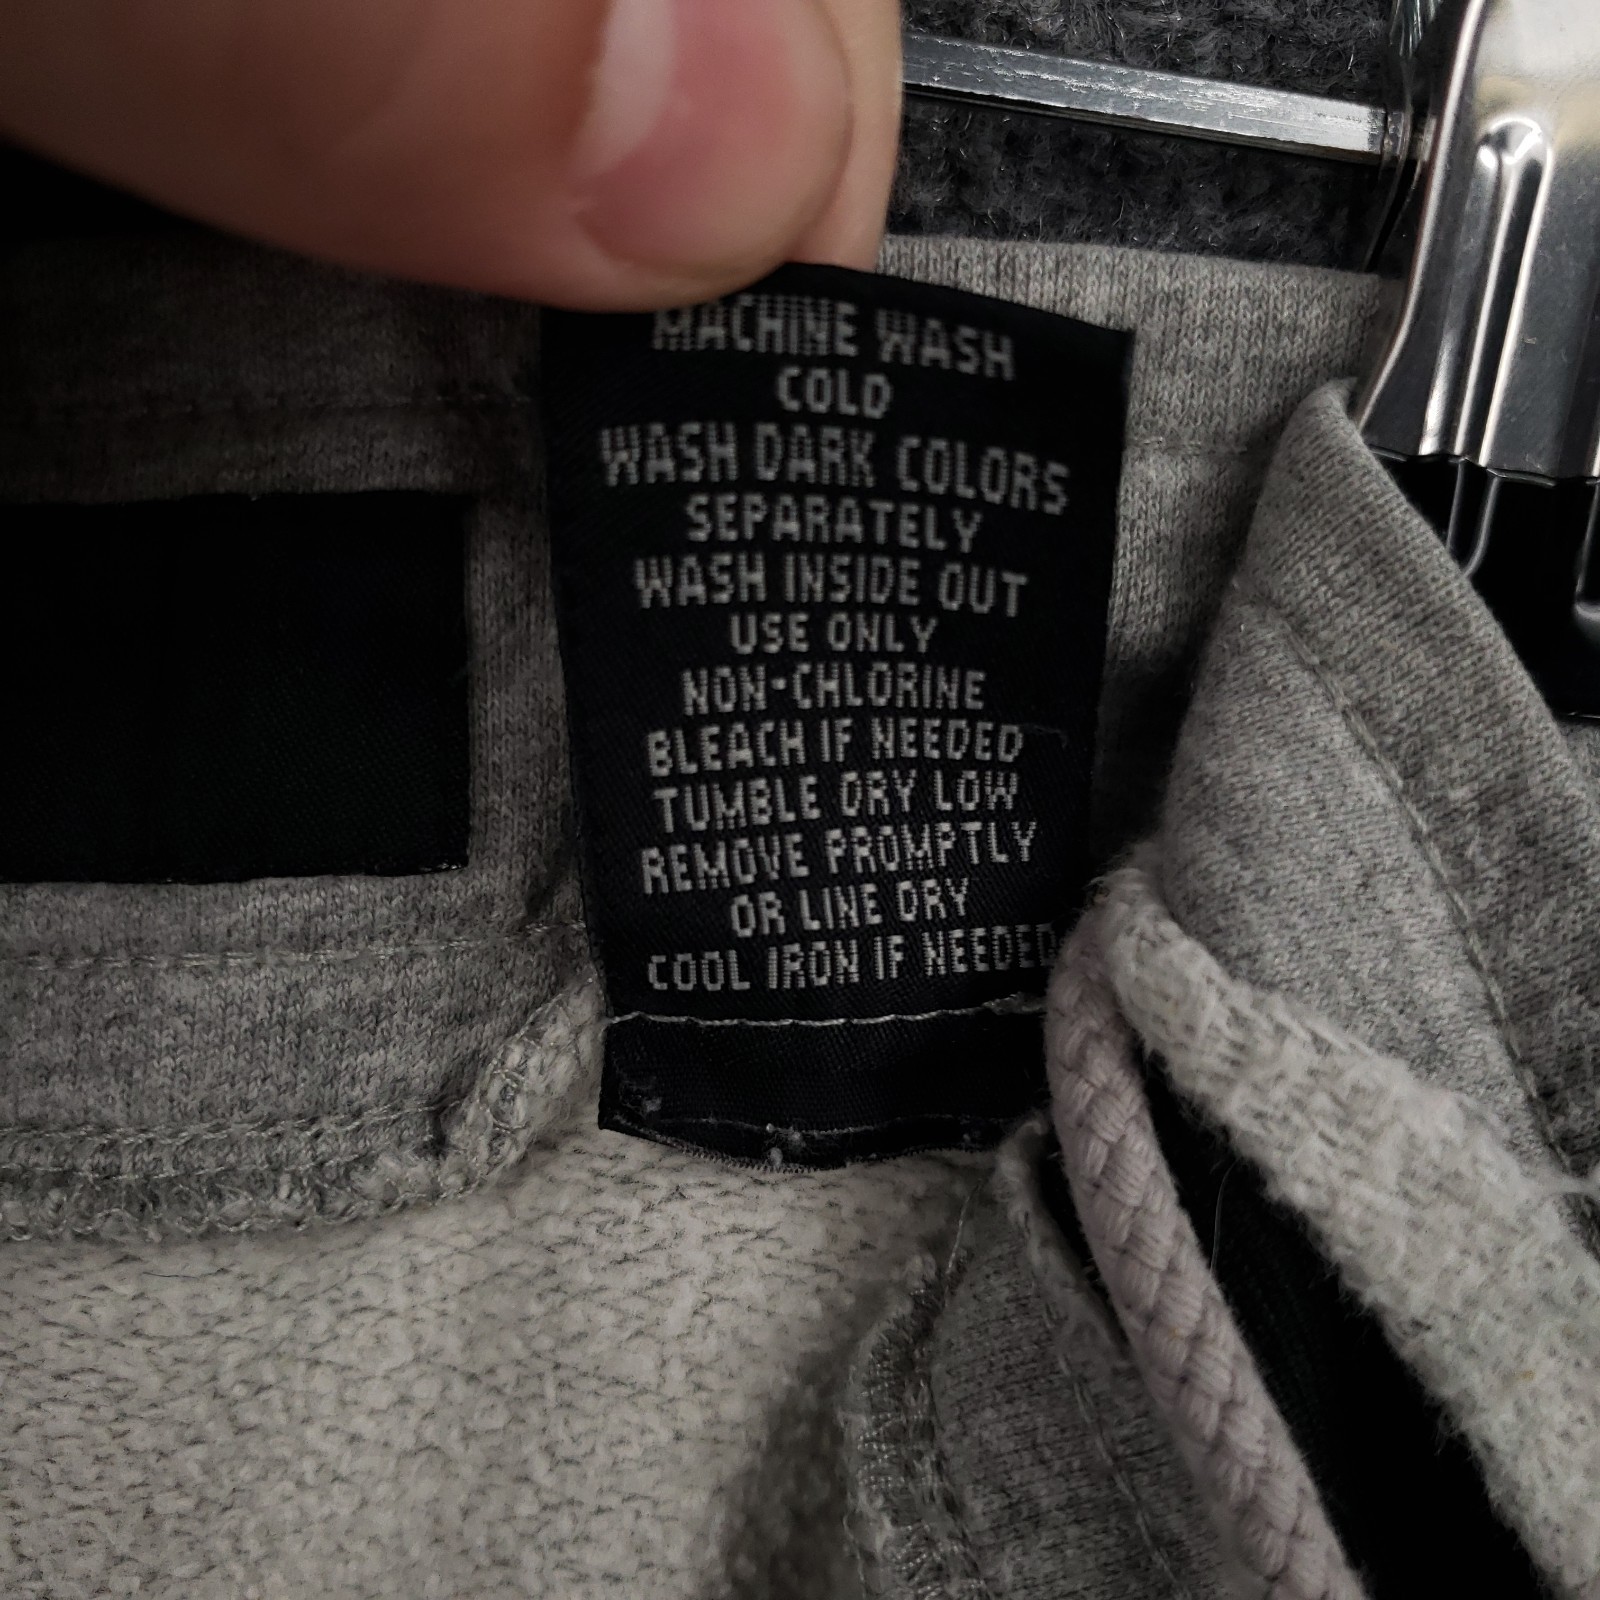 MACHINE WASH
COLD
WASH DARK COLORS
SEPARATELY
WASH INSIDE OUT
USE ONLY
NON-CHLORINE
BLEACH IF NEEDED
TUMBLE DRY LOW
REMOVE PROMPTLY
OR LINE DRY
COOL IRON IF NEEDED